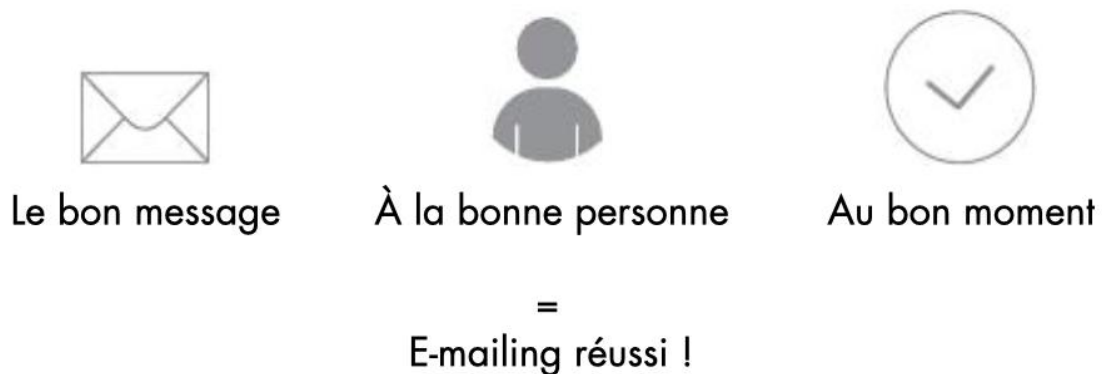 Le bon message
À la bonne personne
Au bon moment
=
E-mailing réussi !